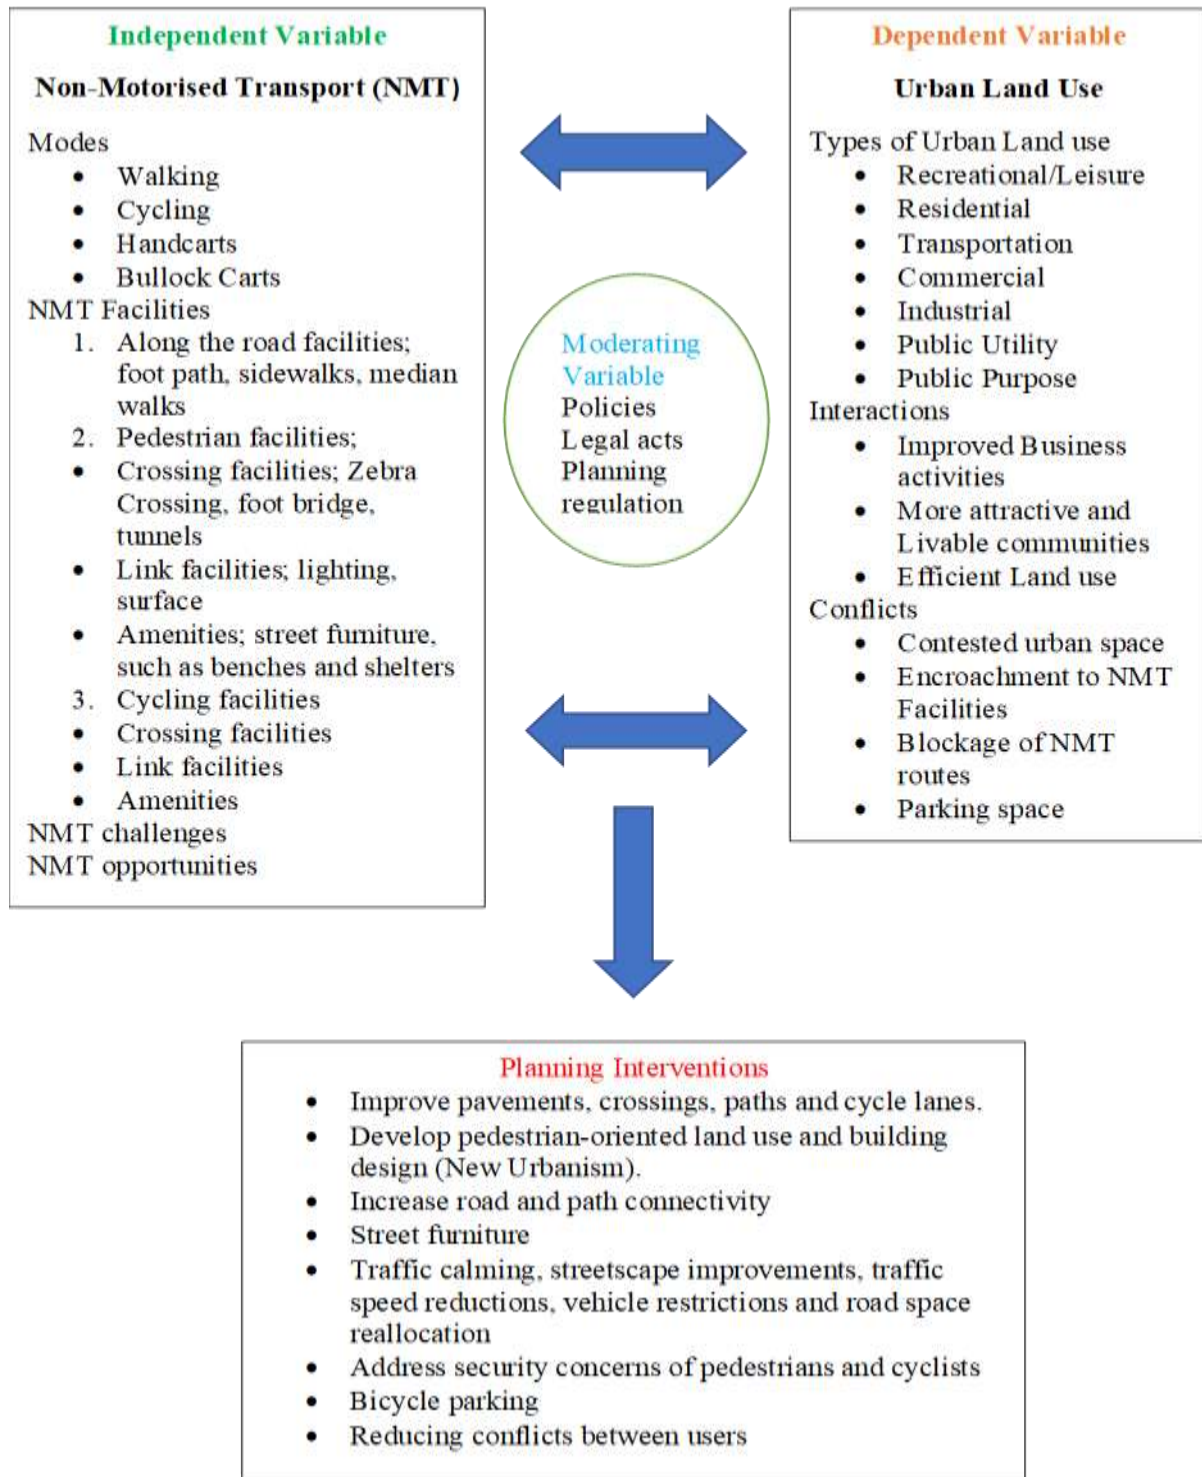 Independent Variable
Non-Motorised Transport (NMT)
Modes
• Walking
• Cycling
• Handcarts
• Bullock Carts
NMT Facilities
1. Along the road facilities;
foot path, sidewalks, median
walks
2. Pedestrian facilities;
• Crossing facilities; Zebra
Crossing, foot bridge,
tunnels
• Link facilities; lighting,
surface
• Amenities; street furniture,
such as benches and shelters
3. Cycling facilities
• Crossing facilities
• Link facilities
• Amenities
NMT challenges
NMT opportunities
Moderating
Variable
Policies
Legal acts
Planning
regulation
Dependent Variable
Urban Land Use
Types of Urban Land use
• Recreational/Leisure
• Residential
• Transportation
• Commercial
• Industrial
• Public Utility
• Public Purpose
Interactions
• Improved Business
activities
• More attractive and
Livable communities
• Efficient Land use
Conflicts
• Contested urban space
• Encroachment to NMT
Facilities
• Blockage of NMT
routes
• Parking space
Planning Interventions
• Improve pavements, crossings, paths and cycle lanes.
• Develop pedestrian-oriented land use and building
design (New Urbanism).
• Increase road and path connectivity
• Street furniture
• Traffic calming, streetscape improvements, traffic
speed reductions, vehicle restrictions and road space
reallocation
• Address security concerns of pedestrians and cyclists
• Bicycle parking
• Reducing conflicts between users